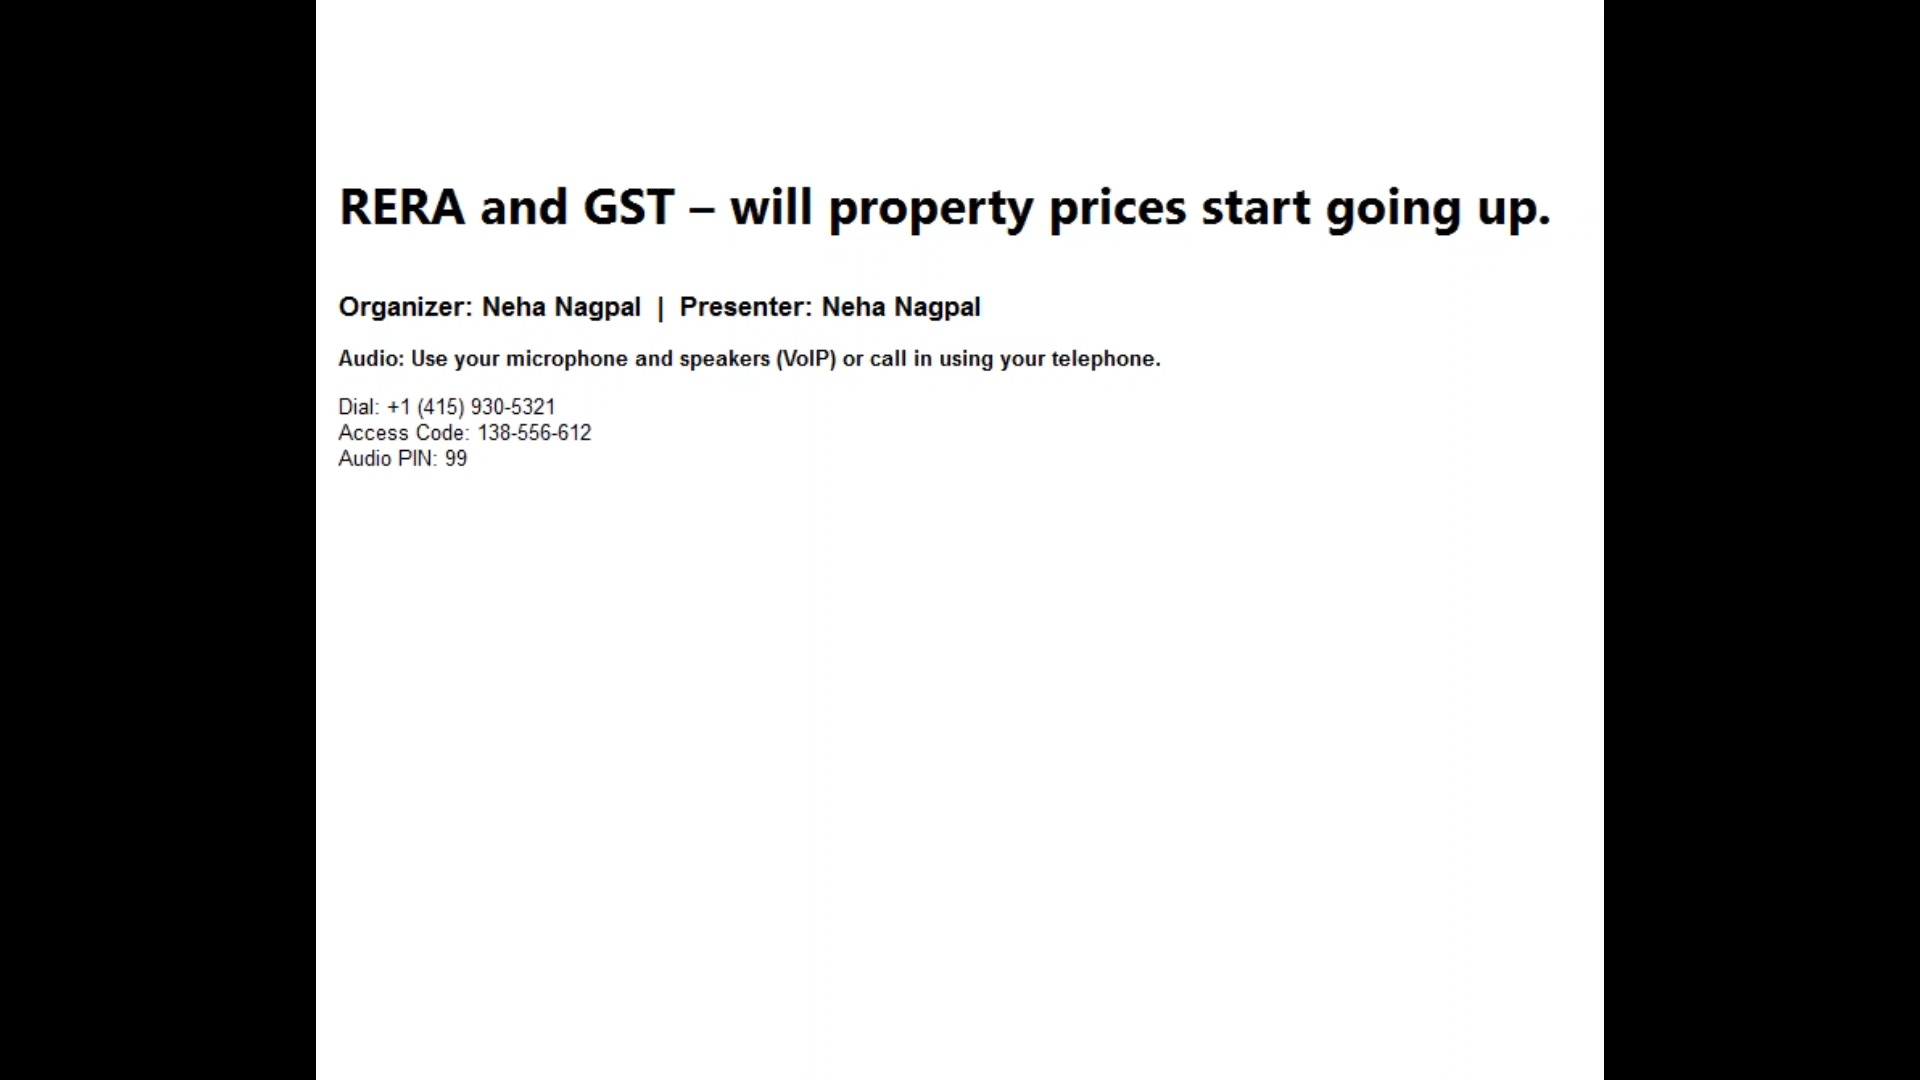 RERA and GST – will property prices start going up.
Organizer: Neha Nagpal | Presenter: Neha Nagpal
Audio: Use your microphone and speakers (VoIP) or call in using your telephone.
Dial: +1 (415) 930-5321
Access Code: 138-556-612
Audio PIN: 99